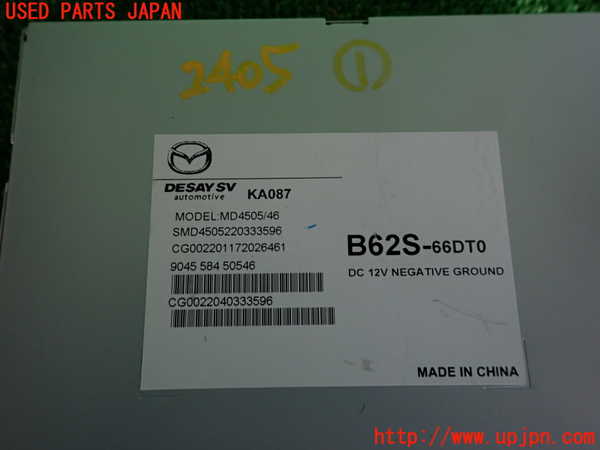 USED PARTS JAPAN
2405 ①
DESAY SV
automotive
KA087
MODEL:MD4505/46
SMD4505220333596
CG002201172026461
9045 584 50546
CG0022040333596
B62S-66DT0
DC 12V NEGATIVE GROUND
MADE IN CHINA
UPJ http://www.upjpn.com